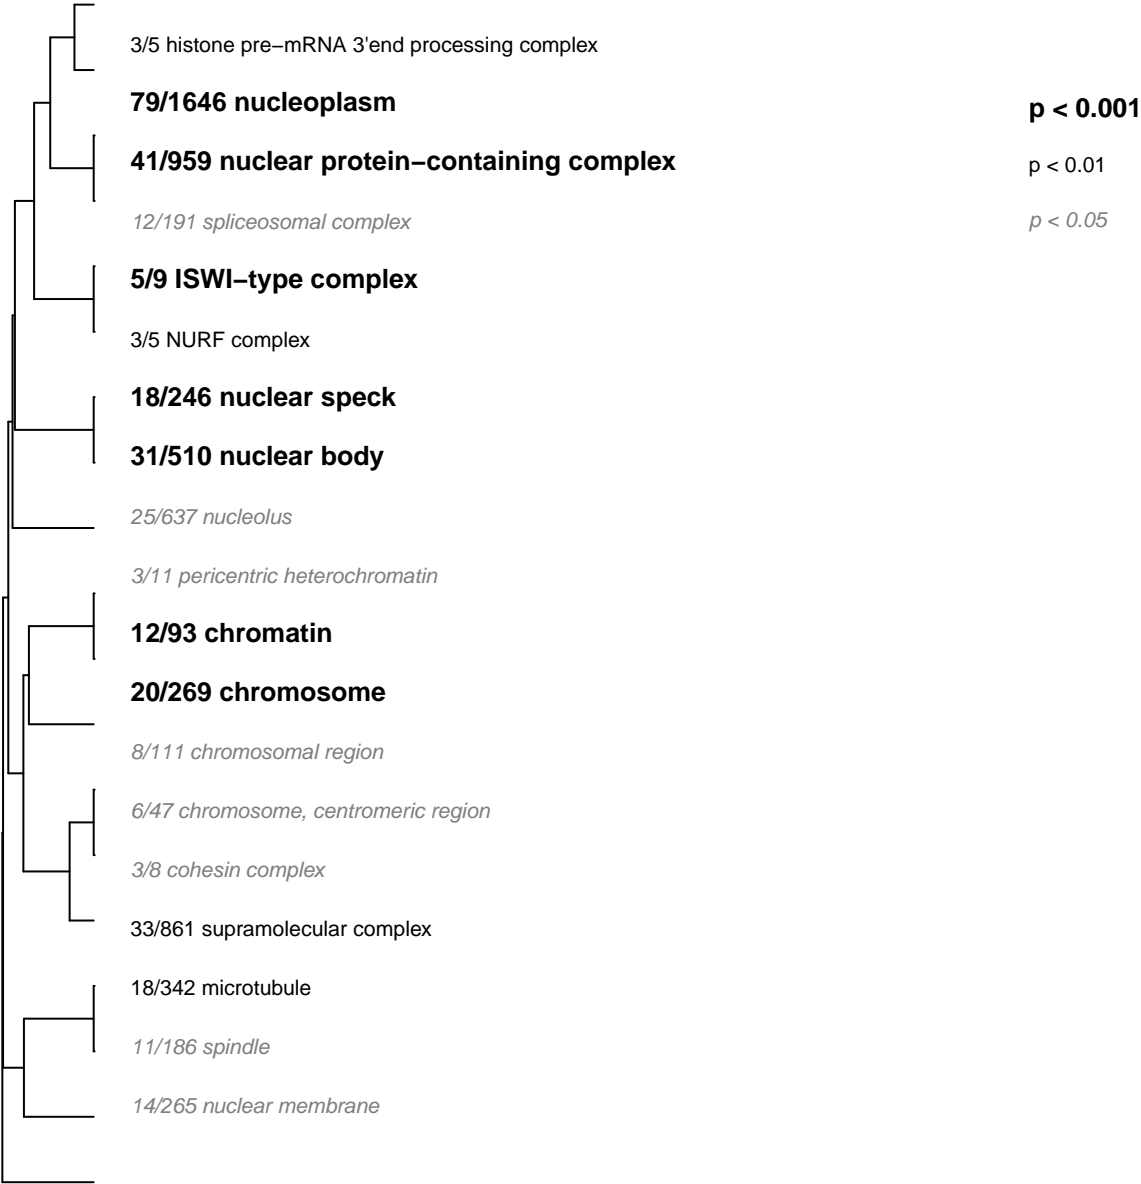 3/5 histone pre−mRNA 3'end processing complex
79/1646 nucleoplasm
p < 0.001
41/959 nuclear protein−containing complex
p < 0.01
12/191 spliceosomal complex
p < 0.05
5/9 ISWI−type complex
3/5 NURF complex
18/246 nuclear speck
31/510 nuclear body
25/637 nucleolus
3/11 pericentric heterochromatin
12/93 chromatin
20/269 chromosome
8/111 chromosomal region
6/47 chromosome, centromeric region
3/8 cohesin complex
33/861 supramolecular complex
18/342 microtubule
11/186 spindle
14/265 nuclear membrane